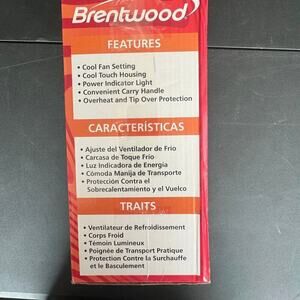 Brentwood
FEATURES
• Cool Fan Setting
• Cool Touch Housing
• Power Indicator Light
• Convenient Carry Handle
• Overheat and Tip Over Protection
CARACTERÍSTICAS
• Ajuste del Ventilador de Frío
• Carcasa de Toque Frío
• Luz Indicadora de Energía
• Cómoda Manija de Transporte
• Protección Contra el
Sobrecalentamiento y el Vuelco
TRAITS
• Ventilateur de Refroidissement
• Corps Froid
• Témoin Lumineux
• Poignée de Transport Pratique
• Protection Contre la Surchauffe
et le Basculement